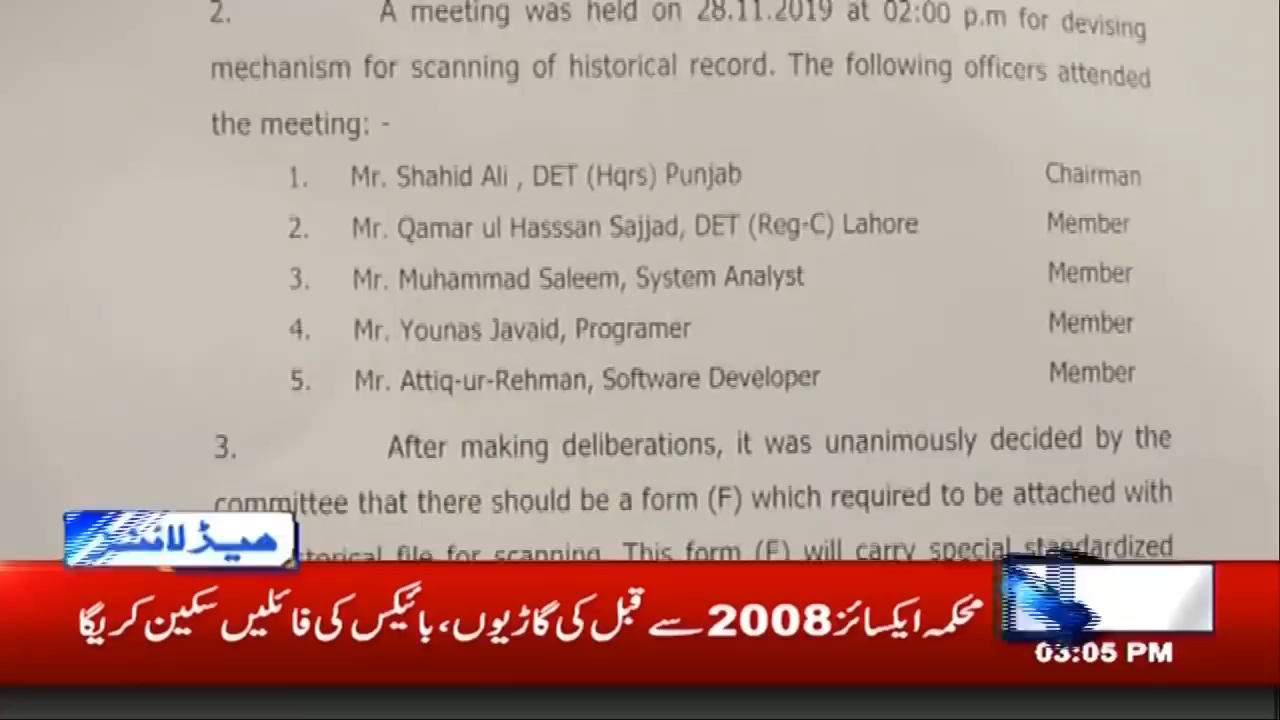 2. A meeting was held on 28.11.2019 at 02:00 p.m for devising
mechanism for scanning of historical record. The following officers attended
the meeting: -
1. Mr. Shahid Ali , DET (Hqrs) Punjab Chairman
2. Mr. Qamar ul Hasssan Sajjad, DET (Reg-C) Lahore Member
3. Mr. Muhammad Saleem, System Analyst Member
4. Mr. Younas Javaid, Programer Member
5. Mr. Attiq-ur-Rehman, Software Developer Member
3. After making deliberations, it was unanimously decided by the
committee that there should be a form (F) which required to be attached with
file for scanning. This form (F) will carry special standardized
ہیڈلائنز
محکمہ ایکسائز 2008 سے قبل کی گاڑیوں، بائیکس کی فائلیں سکین کریگا
03:05 PM